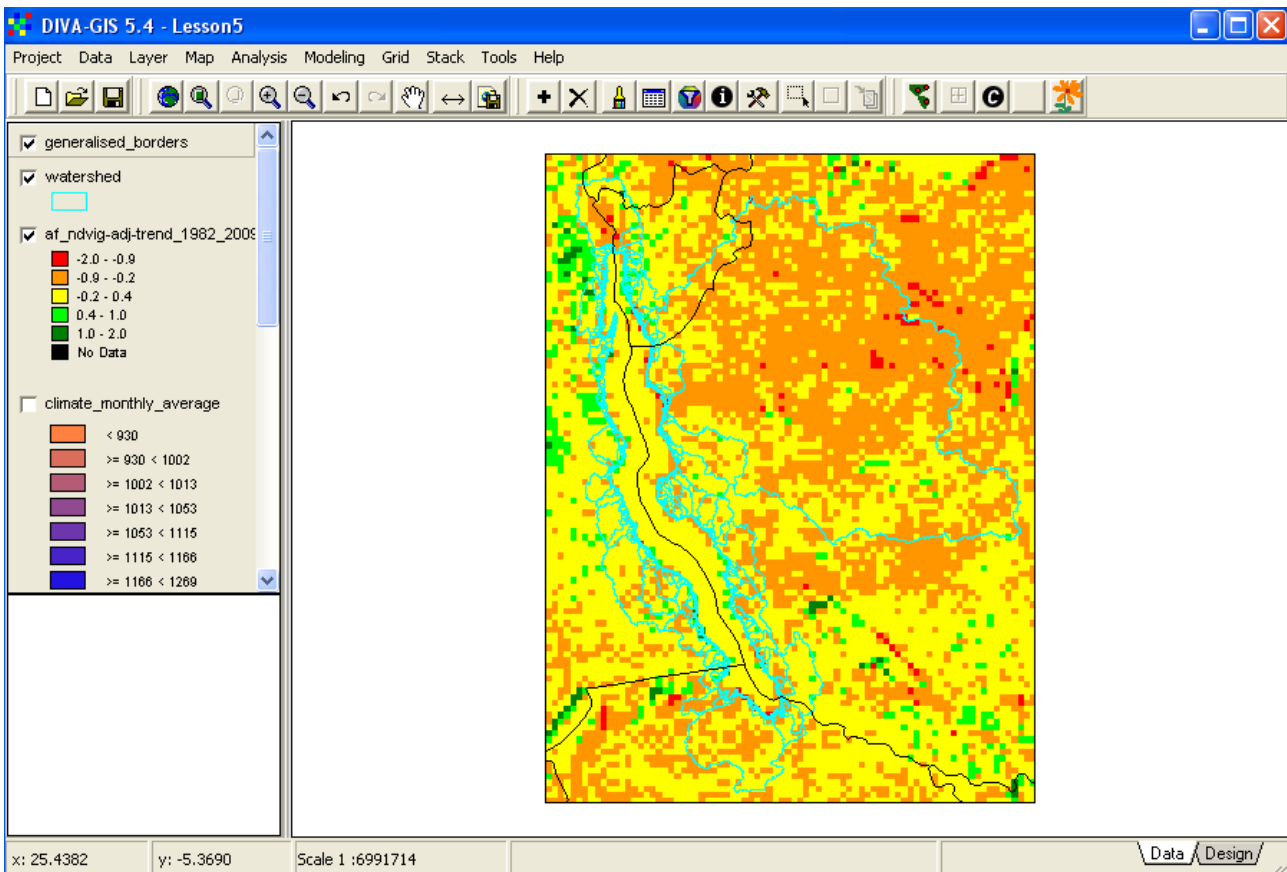 DIVA-GIS 5.4 - Lesson5
Project Data Layer Map Analysis Modeling Grid Stack Tools Help
generalised_borders
watershed
af_ndvig-adj-trend_1982_2009
-2.0 - -0.9
-0.9 - -0.2
-0.2 - 0.4
0.4 - 1.0
1.0 - 2.0
No Data
climate_monthly_average
< 930
>= 930 < 1002
>= 1002 < 1013
>= 1013 < 1053
>= 1053 < 1115
>= 1115 < 1166
>= 1166 < 1269
x: 25.4382 y: -5.3690 Scale 1 :6991714 Data Design